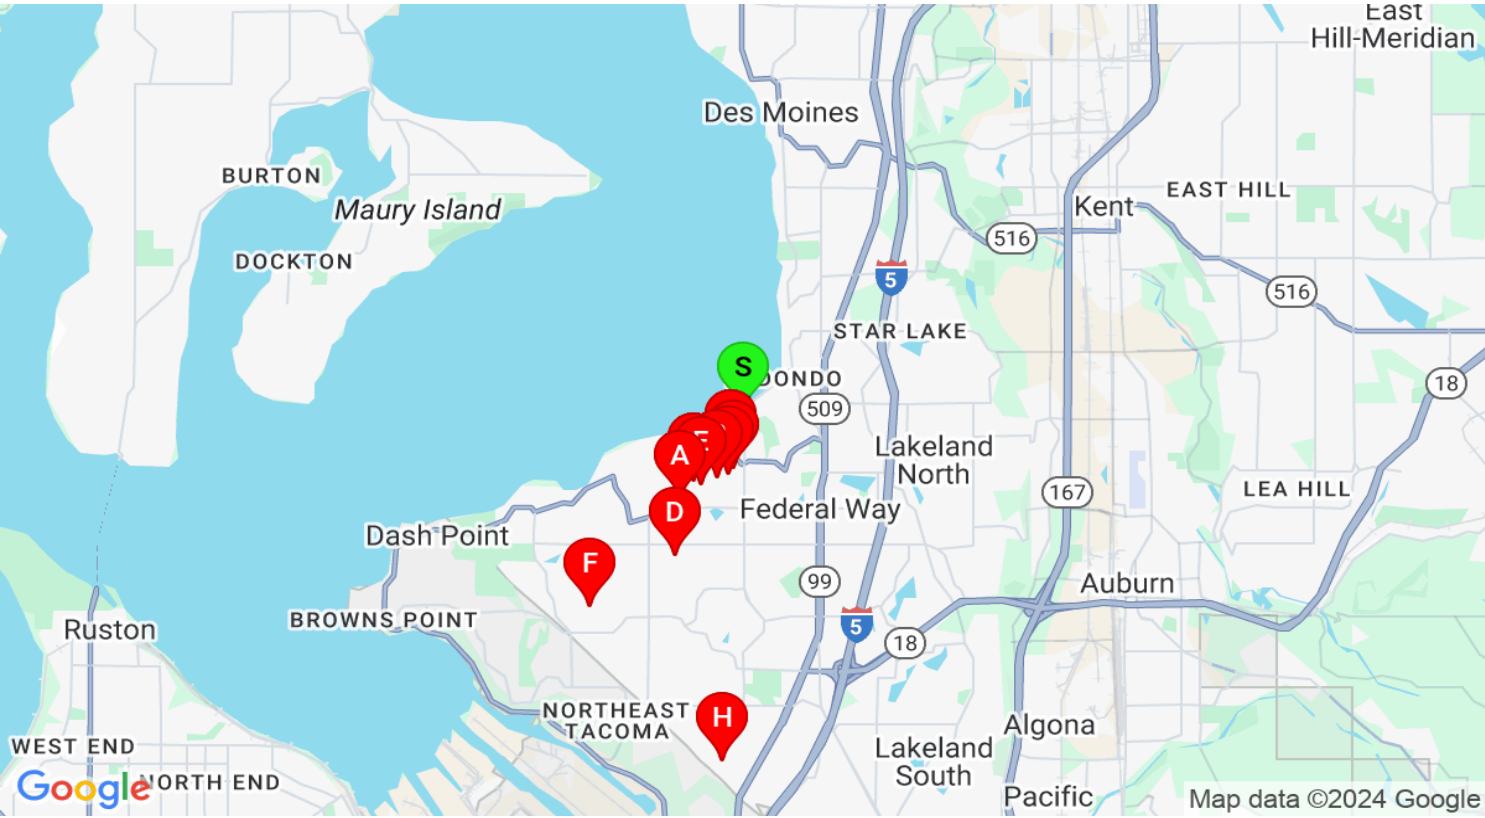 East
Hill-Meridian
Des Moines
BURTON
Maury Island
EAST HILL
Kent
516
DOCKTON
5
516
STAR LAKE
S
DONDO
18
509
E
A
Lakeland
North
167
LEA HILL
D
Federal Way
Dash Point
F
99
Auburn
BROWNS POINT
5
Ruston
18
NORTHEAST
TACOMA
H
Algona
WEST END
Lakeland
South
Google
NORTH END
Pacific
Map data ©2024 Google